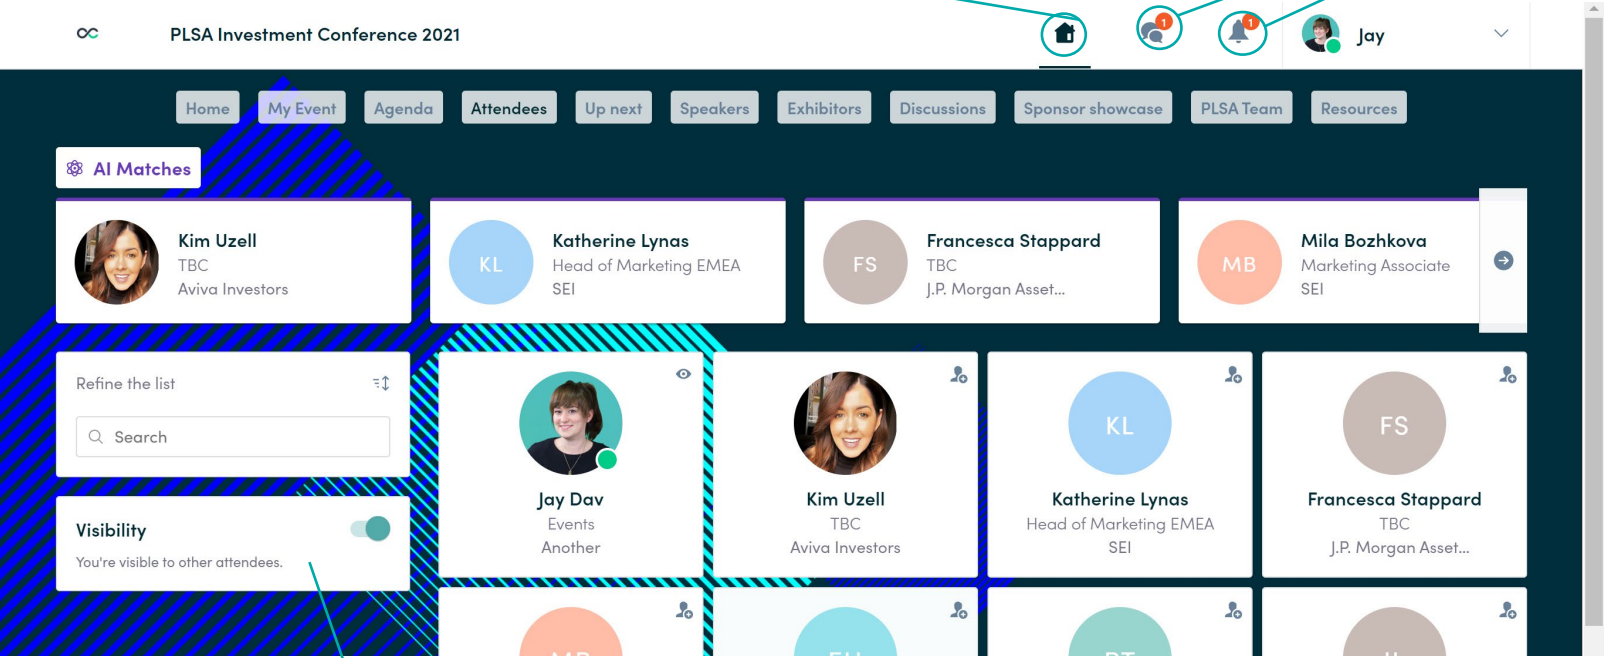 PLSA Investment Conference 2021
1
1
Jay
Home
My Event
Agenda
Attendees
Up next
Speakers
Exhibitors
Discussions
Sponsor showcase
PLSA Team
Resources
AI Matches
Kim Uzell
TBC
Aviva Investors
KL
Katherine Lynas
Head of Marketing EMEA
SEI
FS
Francesca Stappard
TBC
J.P. Morgan Asset...
MB
Mila Bozhkova
Marketing Associate
SEI
Refine the list
Search
Visibility
You're visible to other attendees.
Jay Dav
Events
Another
Kim Uzell
TBC
Aviva Investors
KL
Katherine Lynas
Head of Marketing EMEA
SEI
FS
Francesca Stappard
TBC
J.P. Morgan Asset...
MB